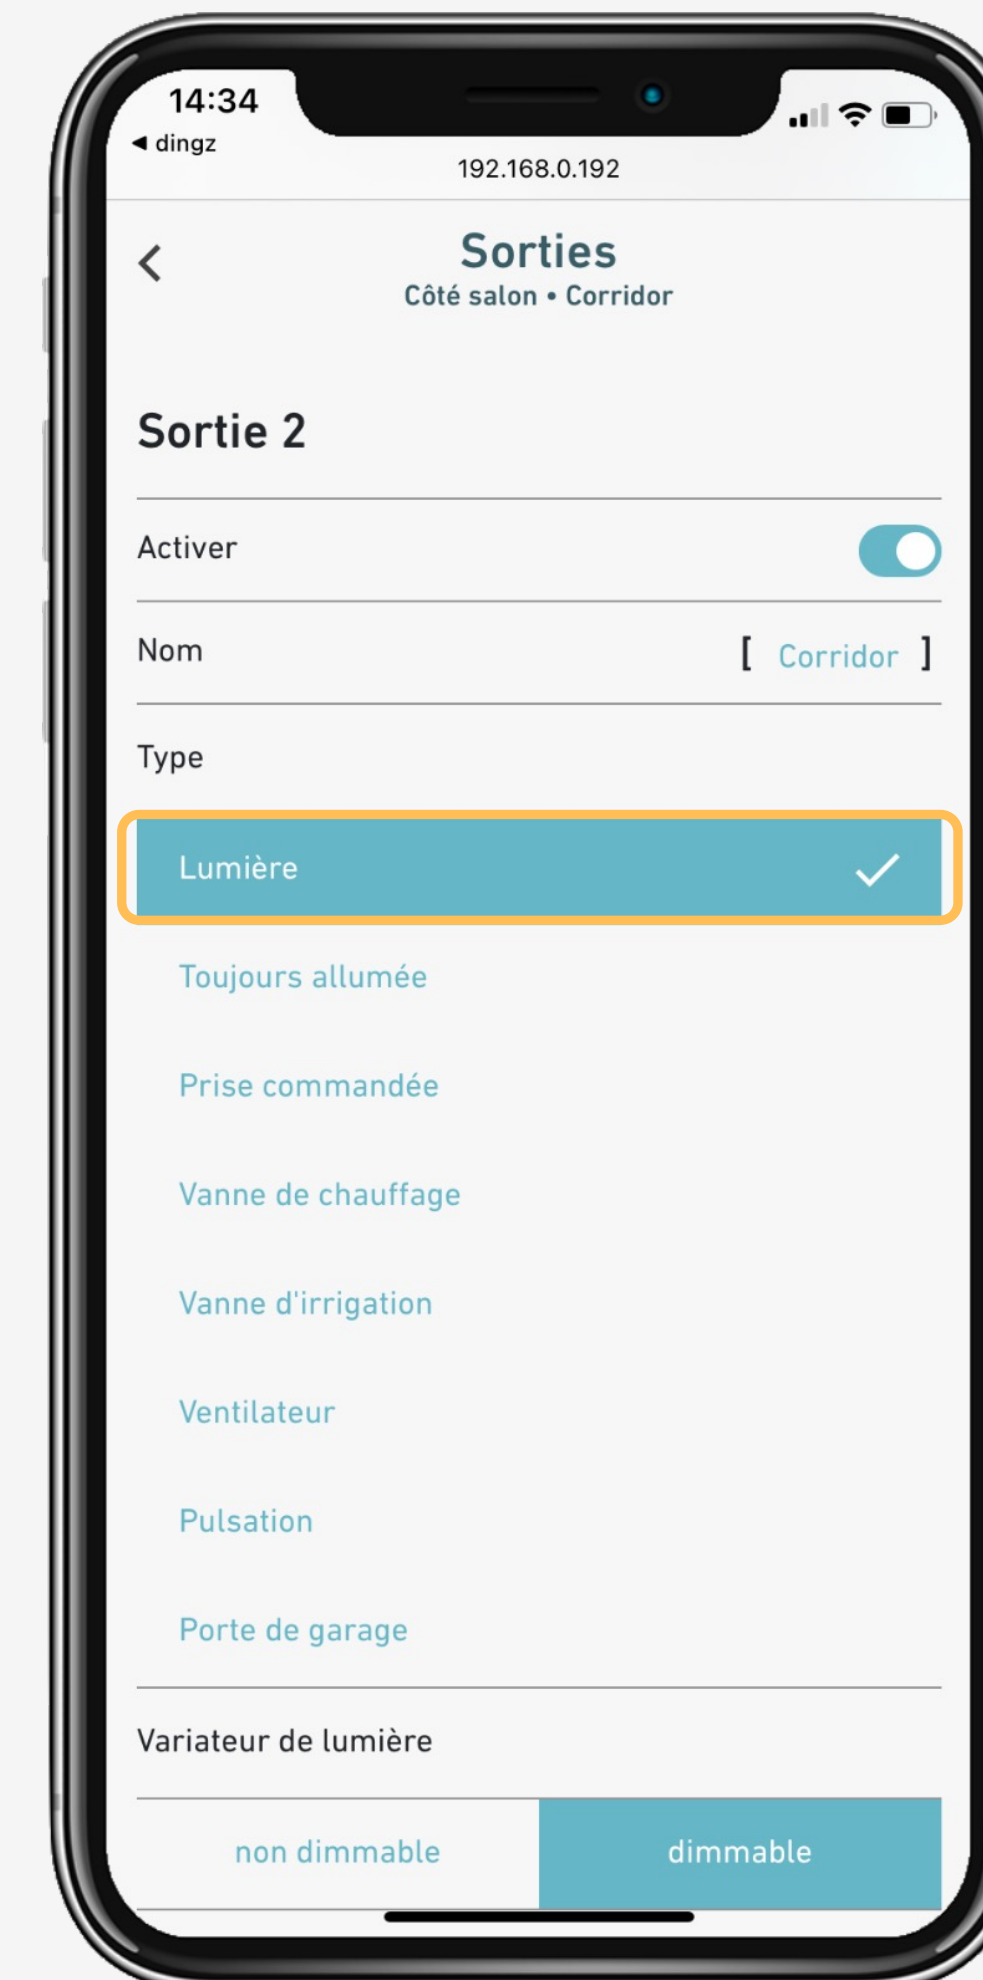 14:34
◀ dingz
192.168.0.192
Sorties
Côté salon • Corridor
Sortie 2
Activer
Nom [ Corridor ]
Type
Lumière
Toujours allumée
Prise commandée
Vanne de chauffage
Vanne d'irrigation
Ventilateur
Pulsation
Porte de garage
Variateur de lumière
non dimmable dimmable